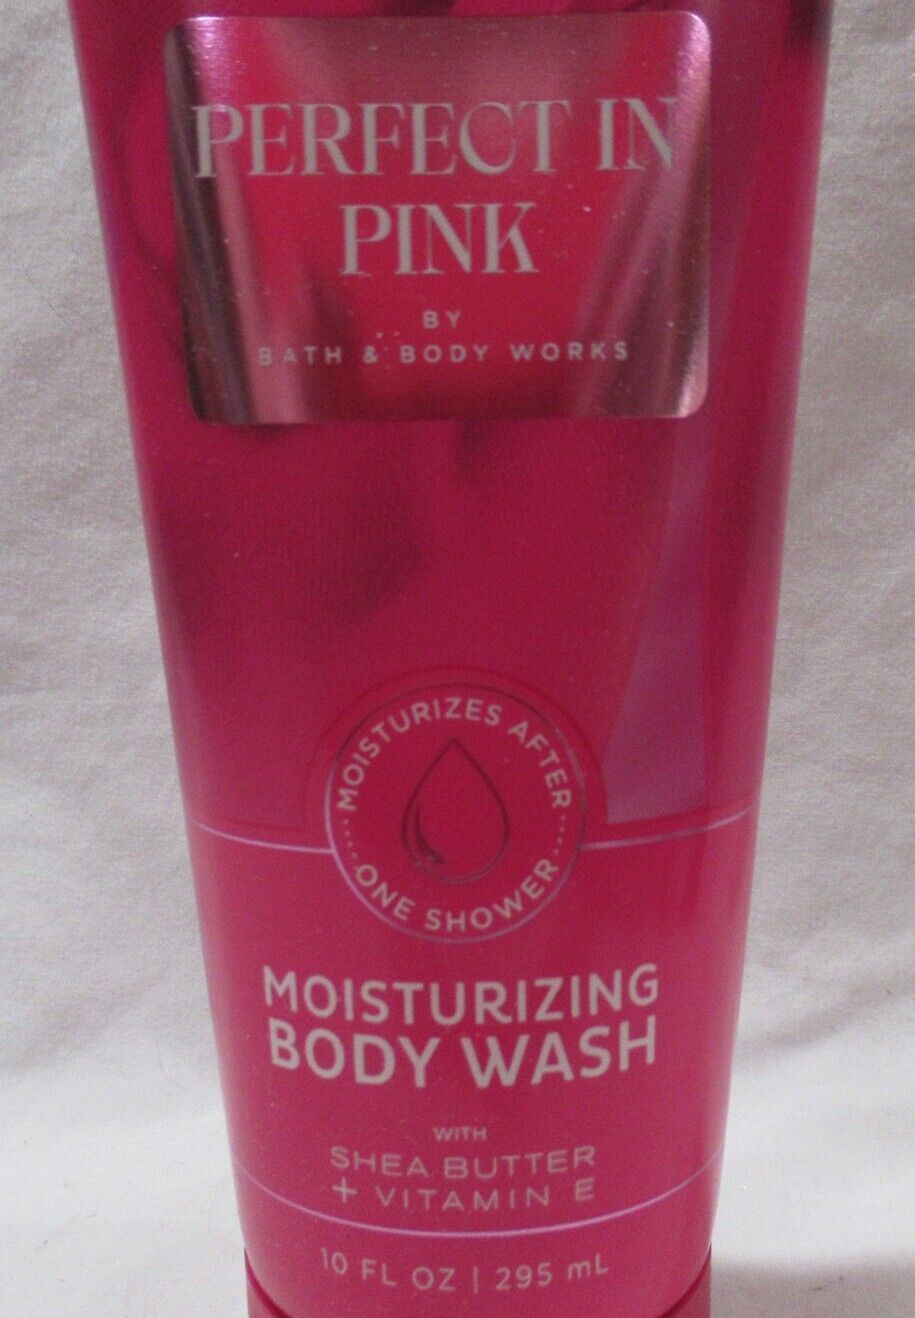 PERFECT IN
PINK
BY
BATH & BODY WORKS
MOISTURIZES AFTER
ONE SHOWER
MOISTURIZING
BODY WASH
WITH
SHEA BUTTER
+ VITAMIN E
10 FL OZ | 295 mL